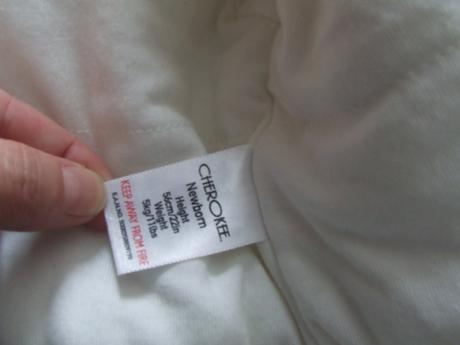 CHEROKEE
Newborn
Height
56cm/22in
Weight
5kg/11lbs
KEEP AWAY FROM FIRE